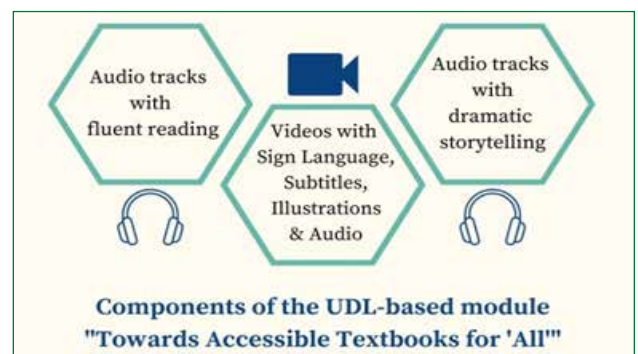 Audio tracks
with
fluent reading
Videos with
Sign Language,
Subtitles,
Illustrations
& Audio
Audio tracks
with
dramatic
storytelling
Components of the UDL-based module
"Towards Accessible Textbooks for 'All'"